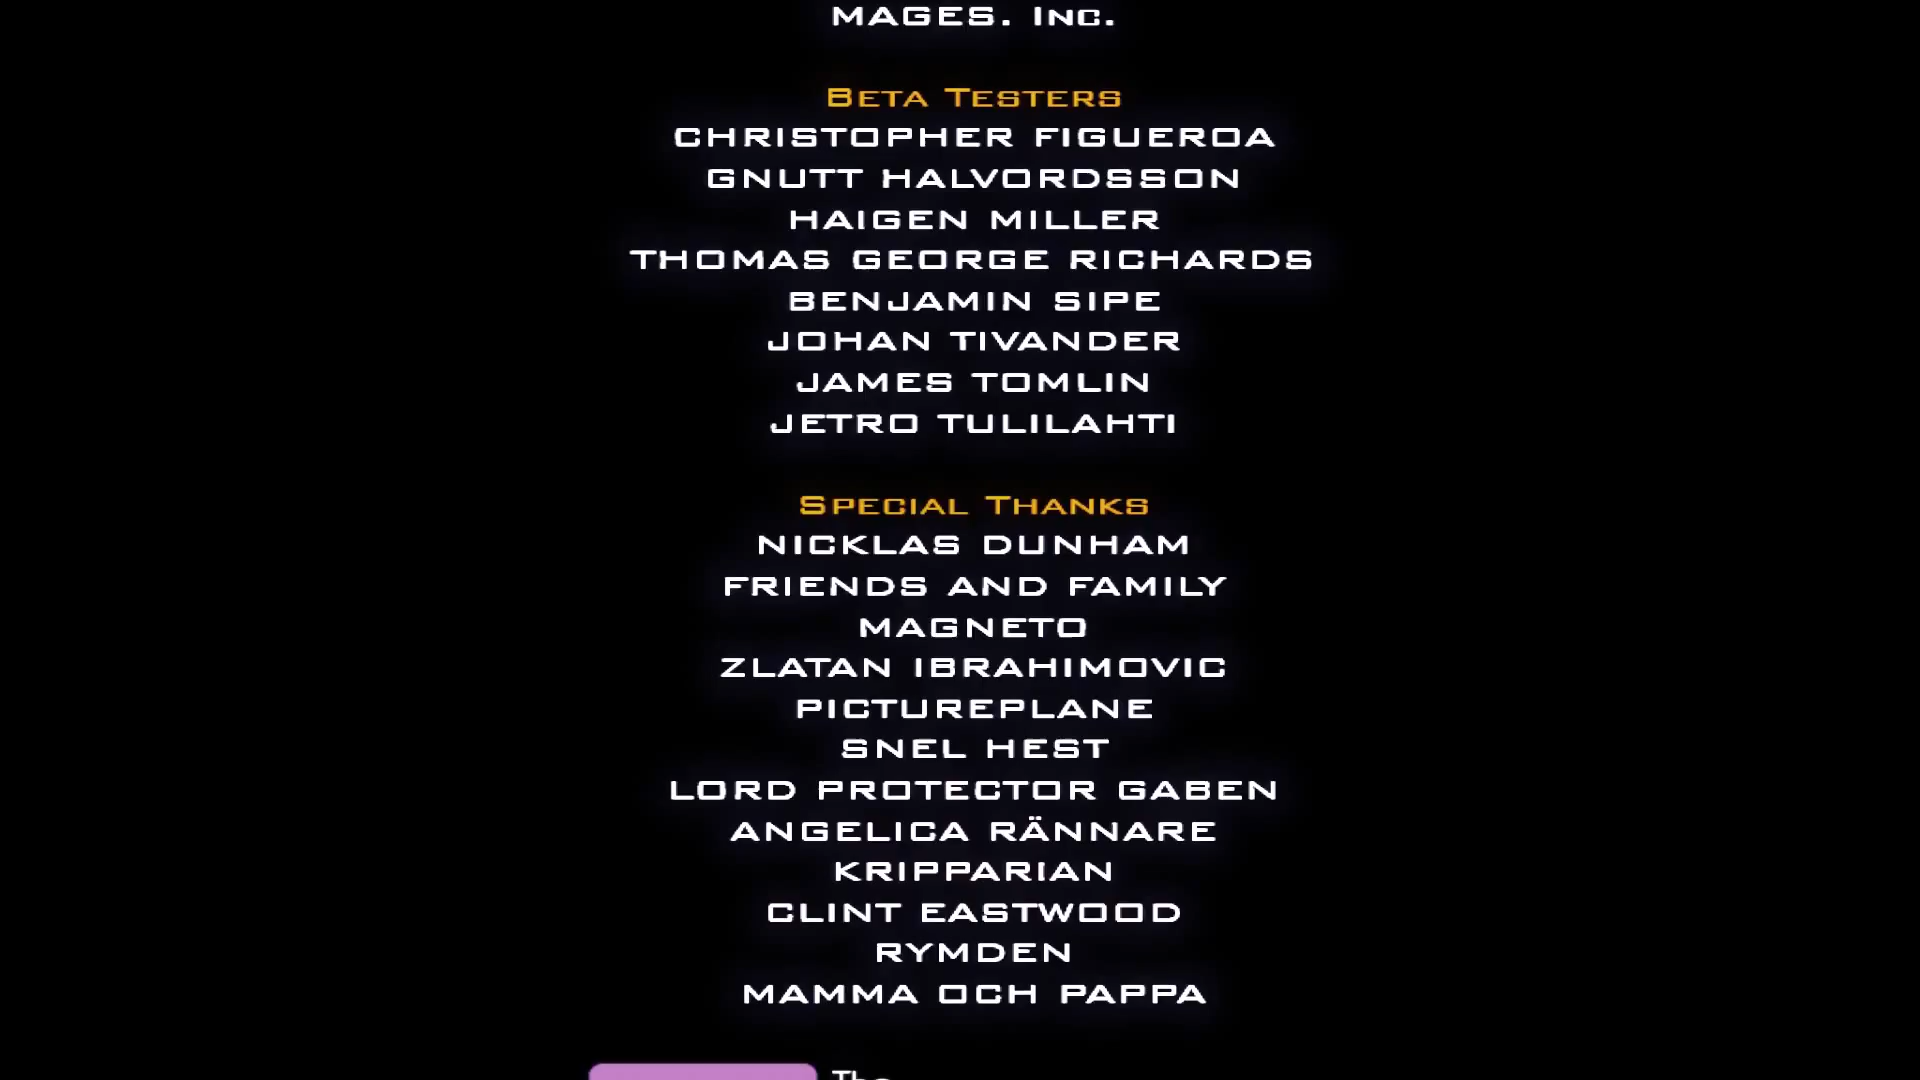 MAGES. Inc.
Beta Testers
CHRISTOPHER FIGUEROA
GNUTT HALVORDSSON
HAIGEN MILLER
THOMAS GEORGE RICHARDS
BENJAMIN SIPE
JOHAN TIVANDER
JAMES TOMLIN
JETRO TULILAHTI
Special Thanks
NICKLAS DUNHAM
FRIENDS AND FAMILY
MAGNETO
ZLATAN IBRAHIMOVIC
PICTUREPLANE
SNEL HEST
LORD PROTECTOR GABEN
ANGELICA RÄNNARE
KRIPPARIAN
CLINT EASTWOOD
RYMDEN
MAMMA OCH PAPPA
The